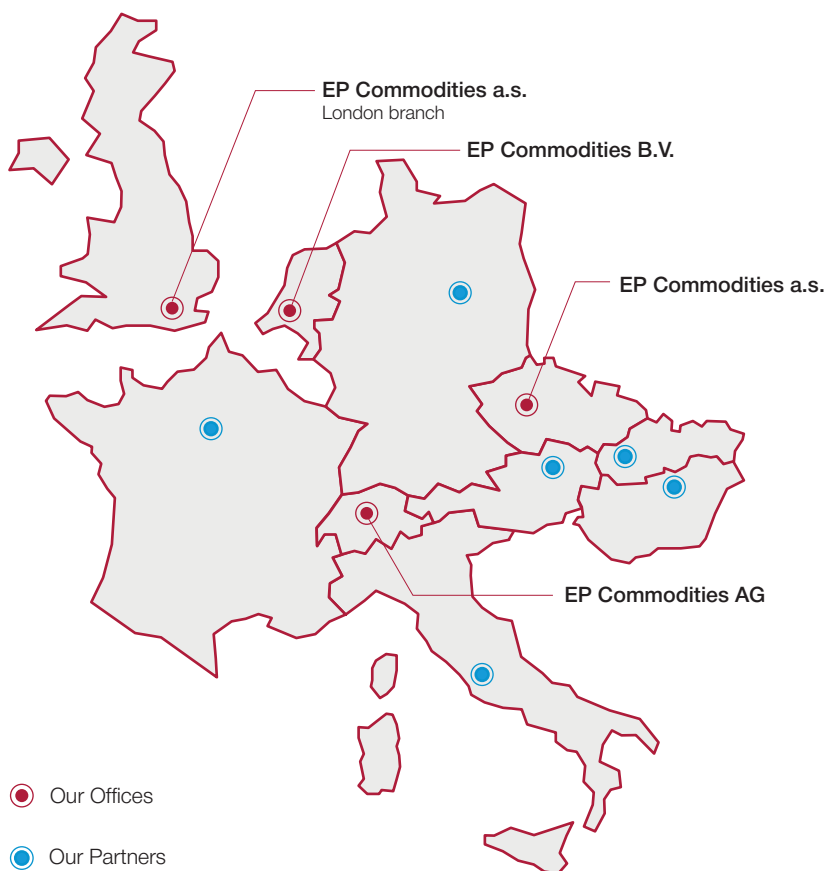 EP Commodities a.s.
London branch
EP Commodities B.V.
EP Commodities a.s.
EP Commodities AG
Our Offices
Our Partners